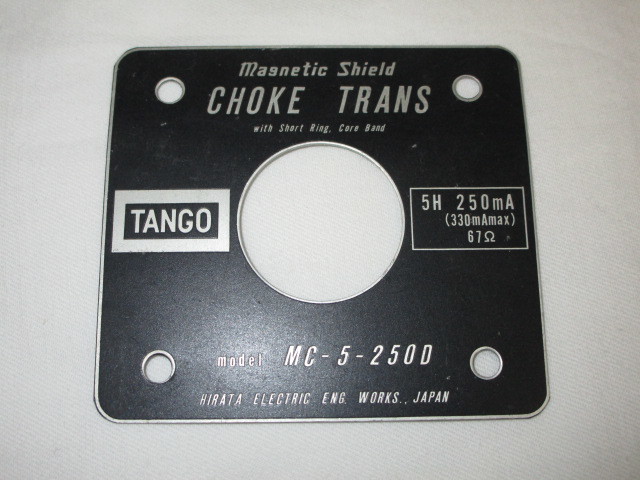 Magnetic Shield
CHOKE TRANS
with Short Ring, Core Band
TANGO
5H 250mA
(330mAmax)
67Ω
model MC-5-250D
HIRATA ELECTRIC ENG. WORKS., JAPAN